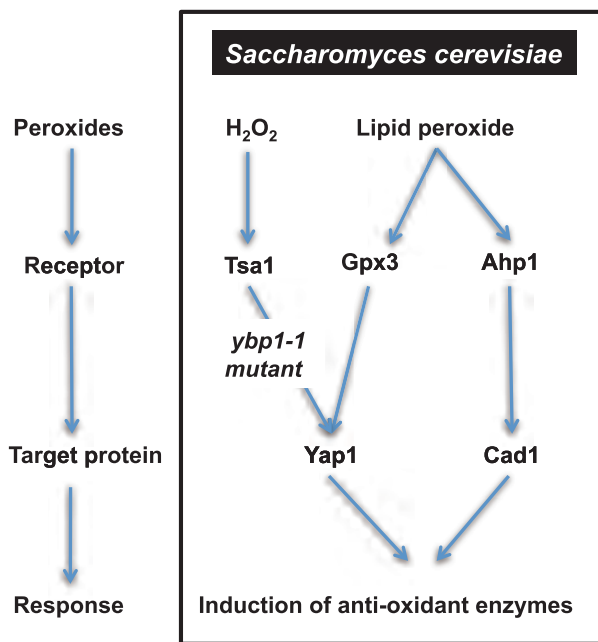 Saccharomyces cerevisiae
Peroxides
H₂O₂
Lipid peroxide
Receptor
Tsa1
Gpx3
Ahp1
ybp1-1
mutant
Target protein
Yap1
Cad1
Response
Induction of anti-oxidant enzymes